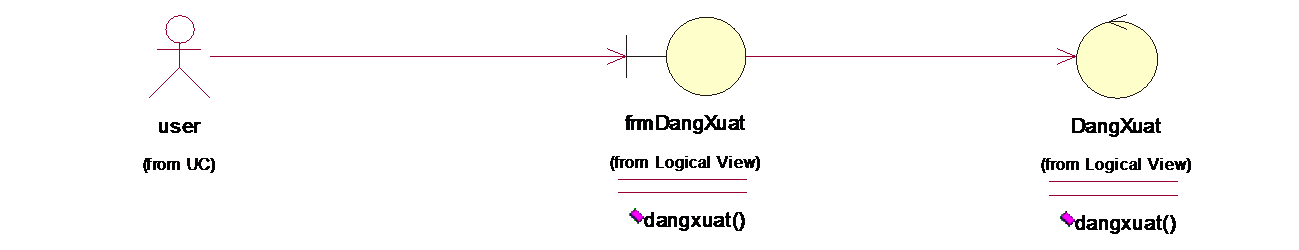 user
(from UC)
frmDangXuat
(from Logical View)
dangxuat()
DangXuat
(from Logical View)
dangxuat()